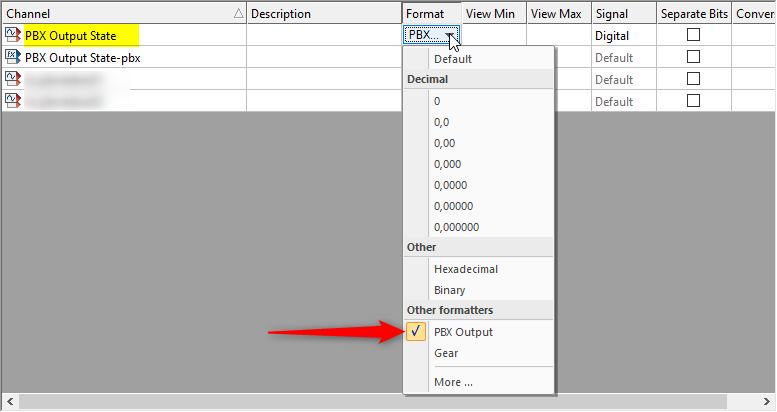 Channel Description Format View Min View Max Signal Separate Bits Conver
PBX Output State PBX... Digital
PBX Output State-pbx Default
Default
Default
Default
Decimal
0
0,0
0,00
0,000
0,0000
0,00000
0,000000
Other
Hexadecimal
Binary
Other formatters
PBX Output
Gear
More ...